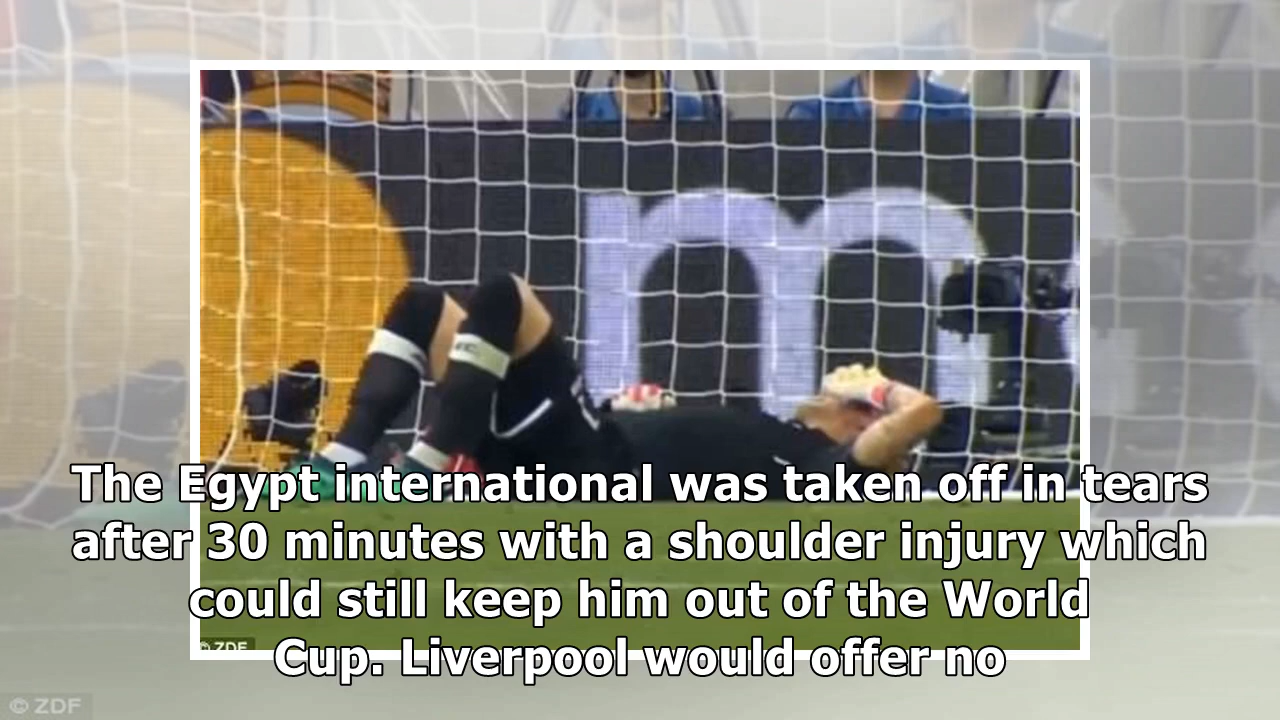 m
The Egypt international was taken off in tears
after 30 minutes with a shoulder injury which
could still keep him out of the World
Cup. Liverpool would offer no
© ZDF
© ZDF